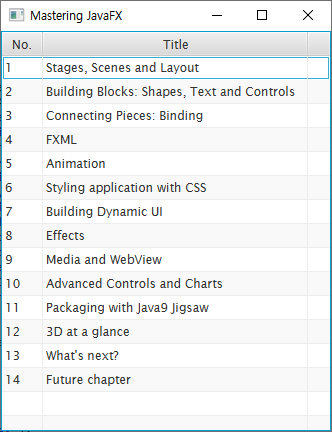 Mastering JavaFX
No. Title
1 Stages, Scenes and Layout
2 Building Blocks: Shapes, Text and Controls
3 Connecting Pieces: Binding
4 FXML
5 Animation
6 Styling application with CSS
7 Building Dynamic UI
8 Effects
9 Media and WebView
10 Advanced Controls and Charts
11 Packaging with Java9 Jigsaw
12 3D at a glance
13 What's next?
14 Future chapter